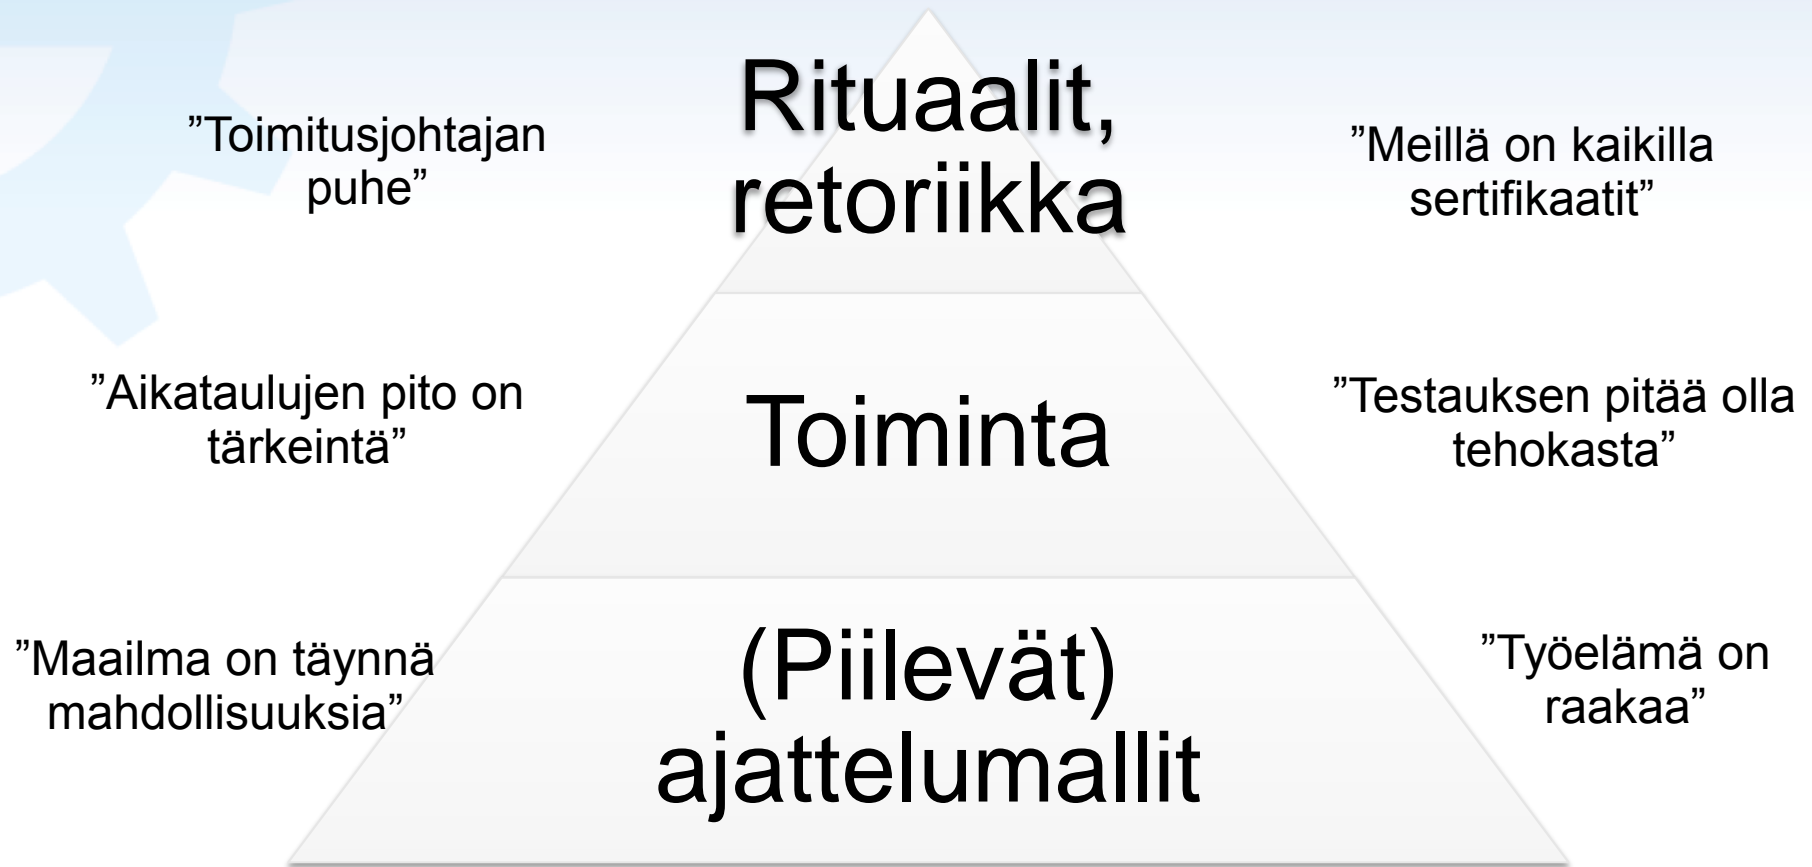 Rituaalit,
retoriikka
”Toimitusjohtajan
puhe”
”Meillä on kaikilla
sertifikaatit”
”Aikataulujen pito on
tärkeintä”
Toiminta
”Testauksen pitää olla
tehokasta”
”Maailma on täynnä
mahdollisuuksia”
(Piilevät)
ajattelumallit
”Työelämä on
raakaa”